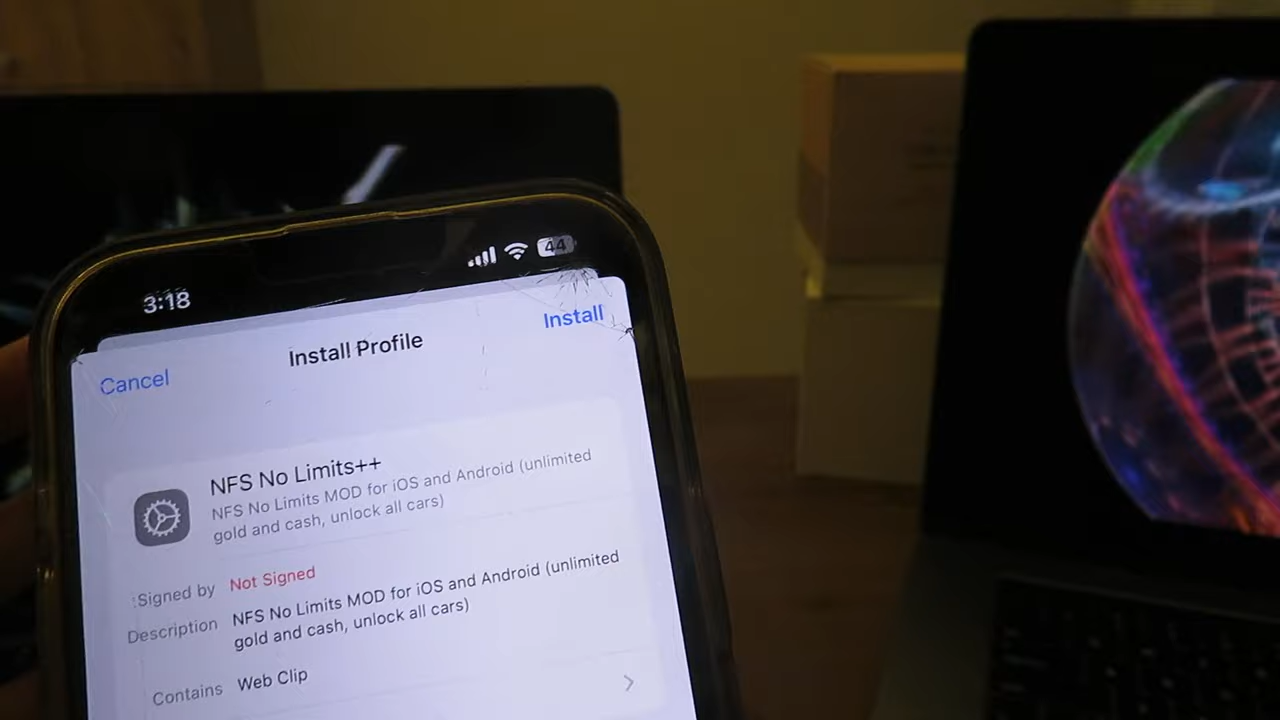 3:18
44
Cancel
Install Profile
Install
NFS No Limits++
NFS No Limits MOD for iOS and Android (unlimited
gold and cash, unlock all cars)
Signed by Not Signed
Description NFS No Limits MOD for iOS and Android (unlimited
gold and cash, unlock all cars)
Contains Web Clip